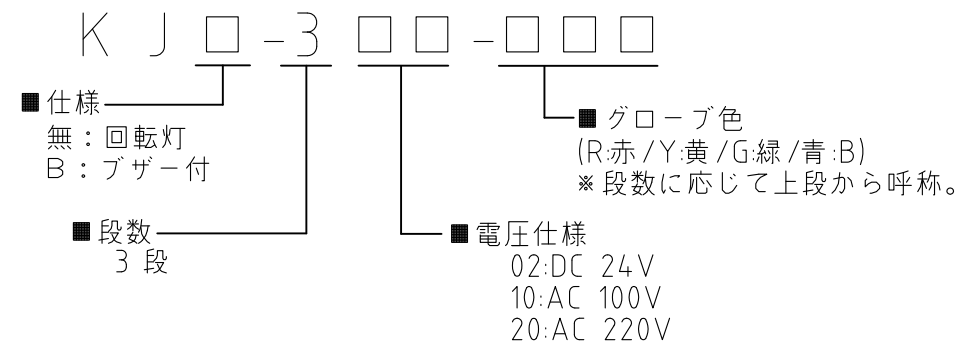 KJ□-3□□-□□□
■仕様
無：回転灯
B：ブザー付
■グローブ色
(R:赤/Y:黄/G:緑/青:B)
※段数に応じて上段から呼称。
■段数
3段
■電圧仕様
02:DC 24V
10:AC 100V
20:AC 220V